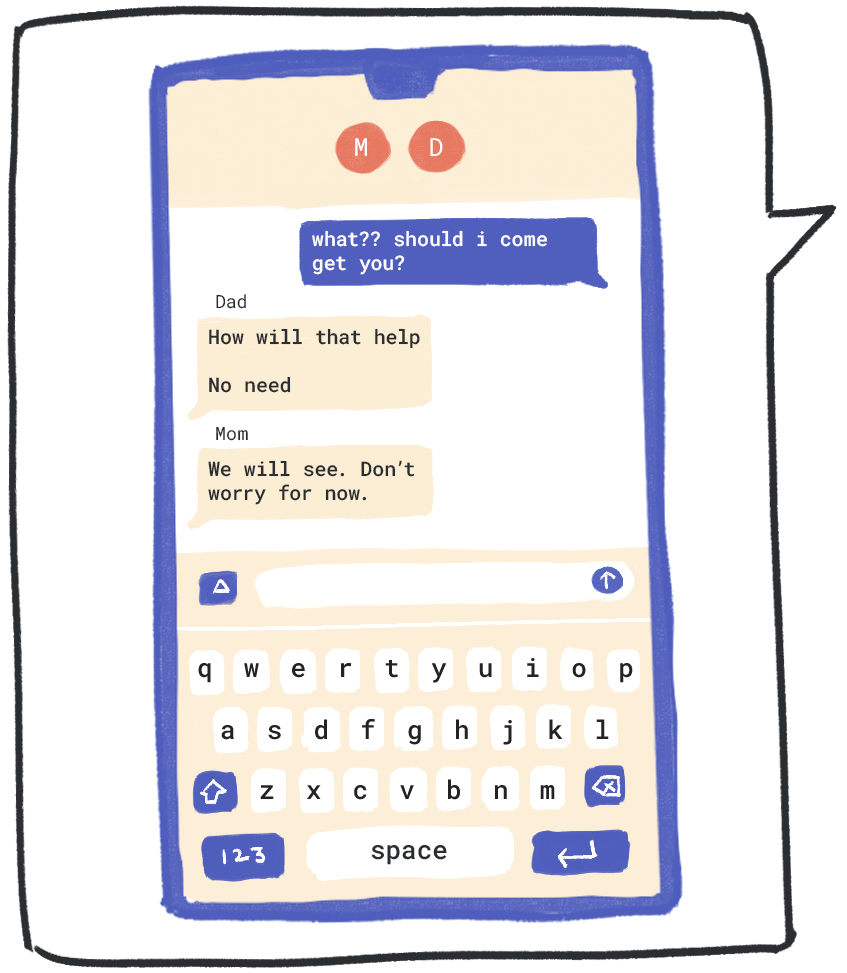 M D
what?? should i come
get you?
Dad
How will that help
No need
Mom
We will see. Don't
worry for now.
q w e r t y u i o p
a s d f g h j k l
z x c v b n m
123 space